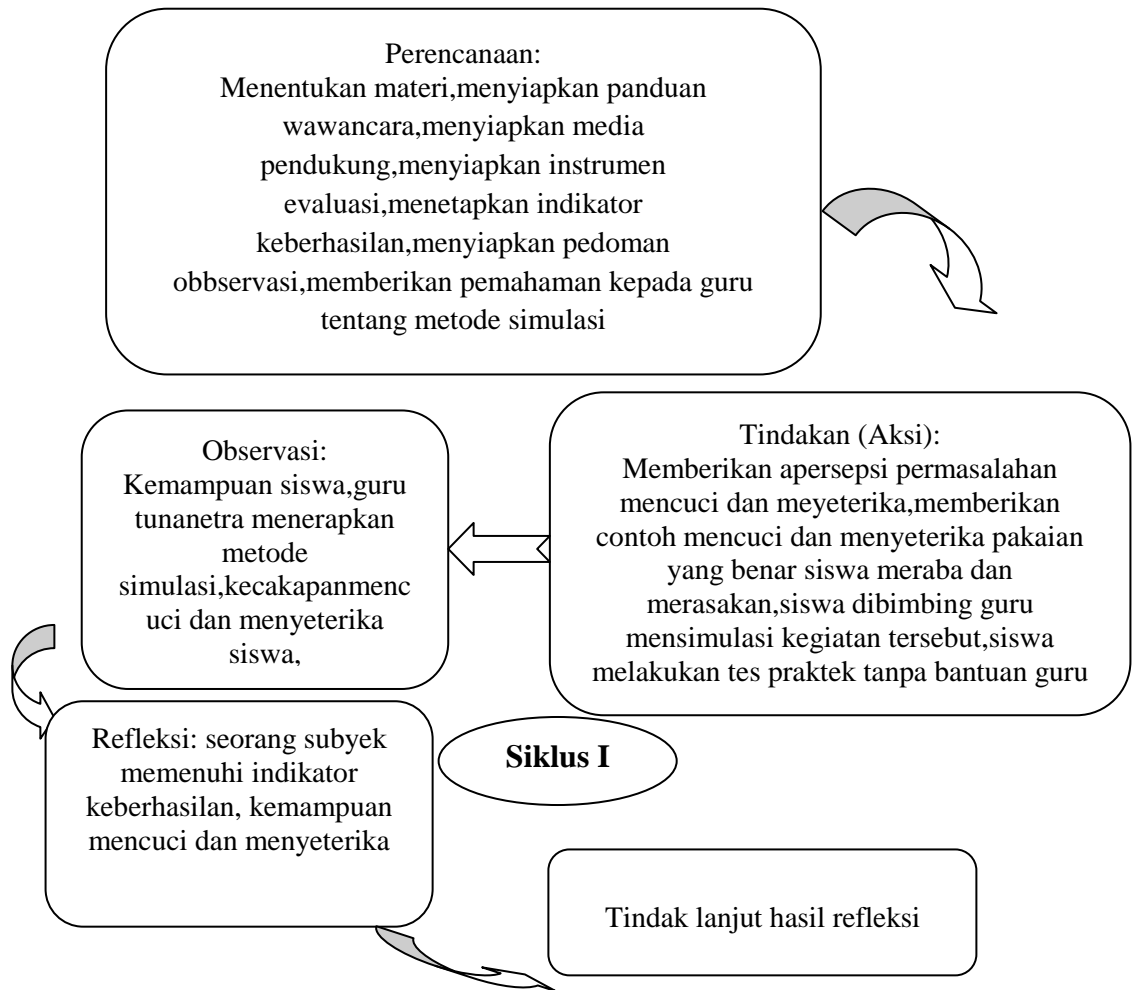 Perencanaan:
Menentukan materi,menyiapkan panduan
wawancara,menyiapkan media
pendukung,menyiapkan instrumen
evaluasi,menetapkan indikator
keberhasilan,menyiapkan pedoman
obbservasi,memberikan pemahaman kepada guru
tentang metode simulasi
Tindakan (Aksi):
Memberikan apersepsi permasalahan
mencuci dan meyeterika,memberikan
contoh mencuci dan menyeterika pakaian
yang benar siswa meraba dan
merasakan,siswa dibimbing guru
mensimulasi kegiatan tersebut,siswa
melakukan tes praktek tanpa bantuan guru
Observasi:
Kemampuan siswa,guru
tunanetra menerapkan
metode
simulasi,kecakapanmenc
uci dan menyeterika
siswa,
Refleksi: seorang subyek
memenuhi indikator
keberhasilan, kemampuan
mencuci dan menyeterika
Siklus I
Tindak lanjut hasil refleksi